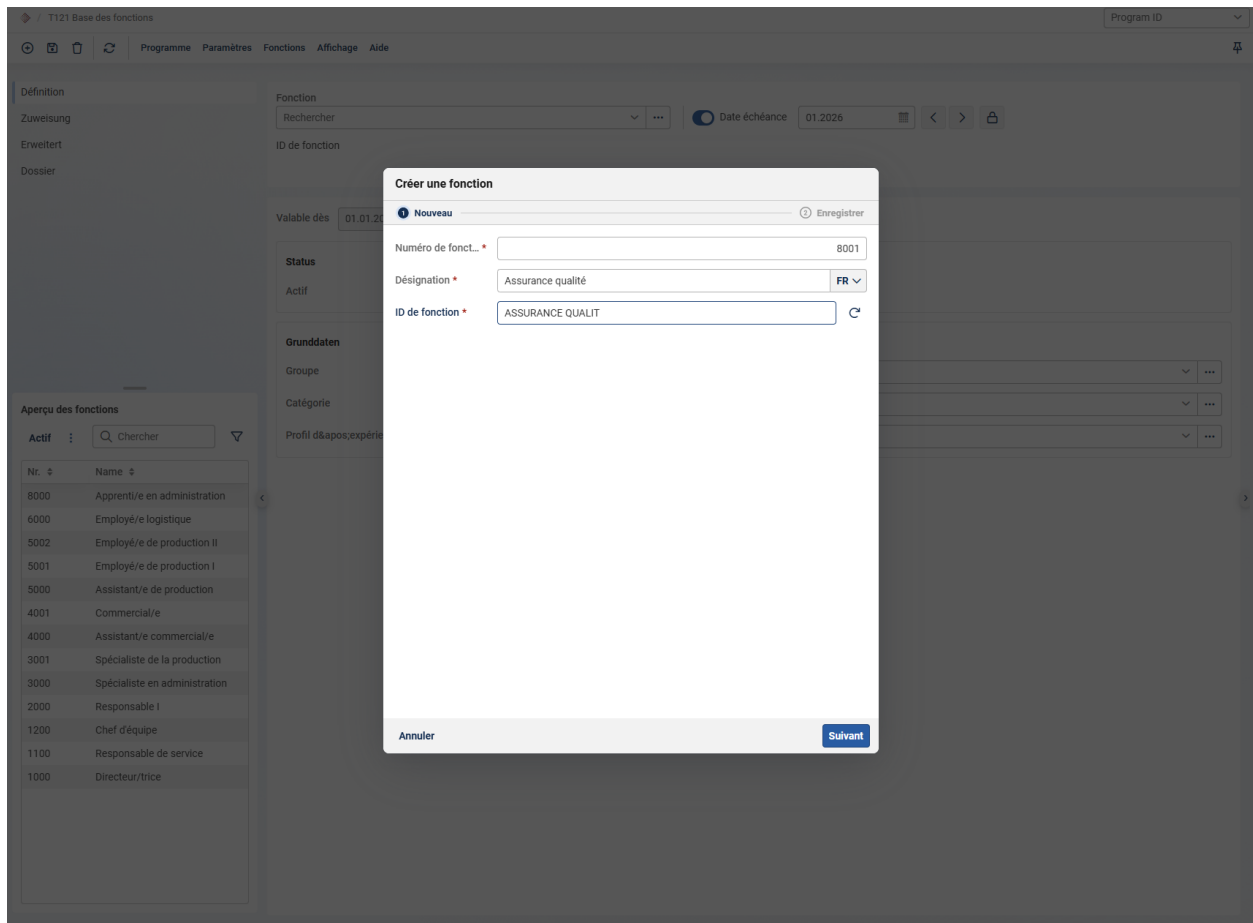 / T121 Base des fonctions
Program ID
Programme Paramètres Fonctions Affichage Aide
Définition
Zuweisung
Erweitert
Dossier
Fonction
Rechercher
Date échéance
01.2026
ID de fonction
Valable dès
01.01.20
Status
Actif
Grunddaten
Groupe
Catégorie
Profil d&apos;expérie
Créer une fonction
1 Nouveau
2 Enregistrer
Numéro de fonct... *
8001
Désignation *
Assurance qualité
FR
ID de fonction *
ASSURANCE QUALIT
Annuler
Suivant
Aperçu des fonctions
Actif
Chercher
Nr. Name
8000 Apprenti/e en administration
6000 Employé/e logistique
5002 Employé/e de production II
5001 Employé/e de production I
5000 Assistant/e de production
4001 Commercial/e
4000 Assistant/e commercial/e
3001 Spécialiste de la production
3000 Spécialiste en administration
2000 Responsable I
1200 Chef d'équipe
1100 Responsable de service
1000 Directeur/trice